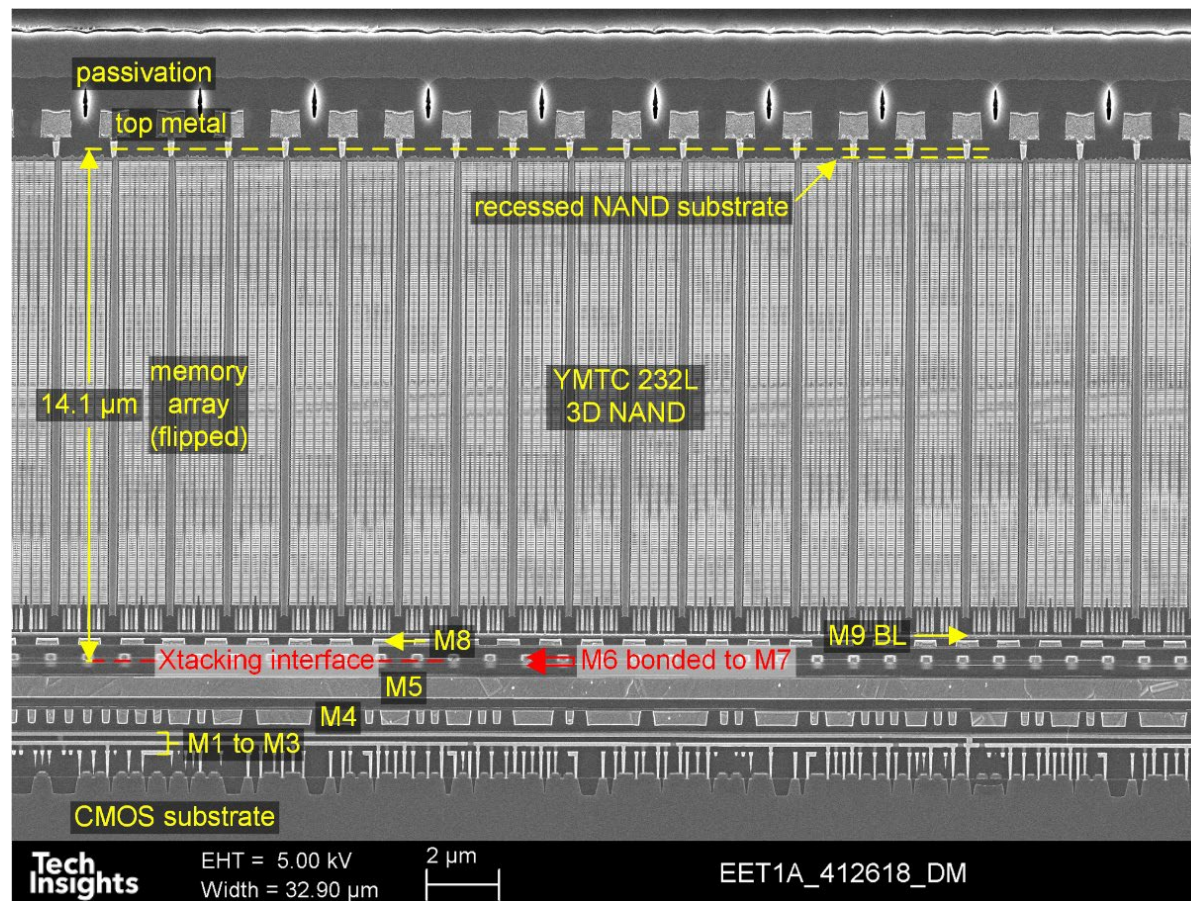 passivation
top metal
recessed NAND substrate
14.1 µm
memory
array
(flipped)
YMTC 232L
3D NAND
M8
M9 BL
Xtacking interface
M6 bonded to M7
M5
M4
M1 to M3
CMOS substrate
Tech
Insights
EHT = 5.00 kV
Width = 32.90 µm
2 µm
EET1A_412618_DM